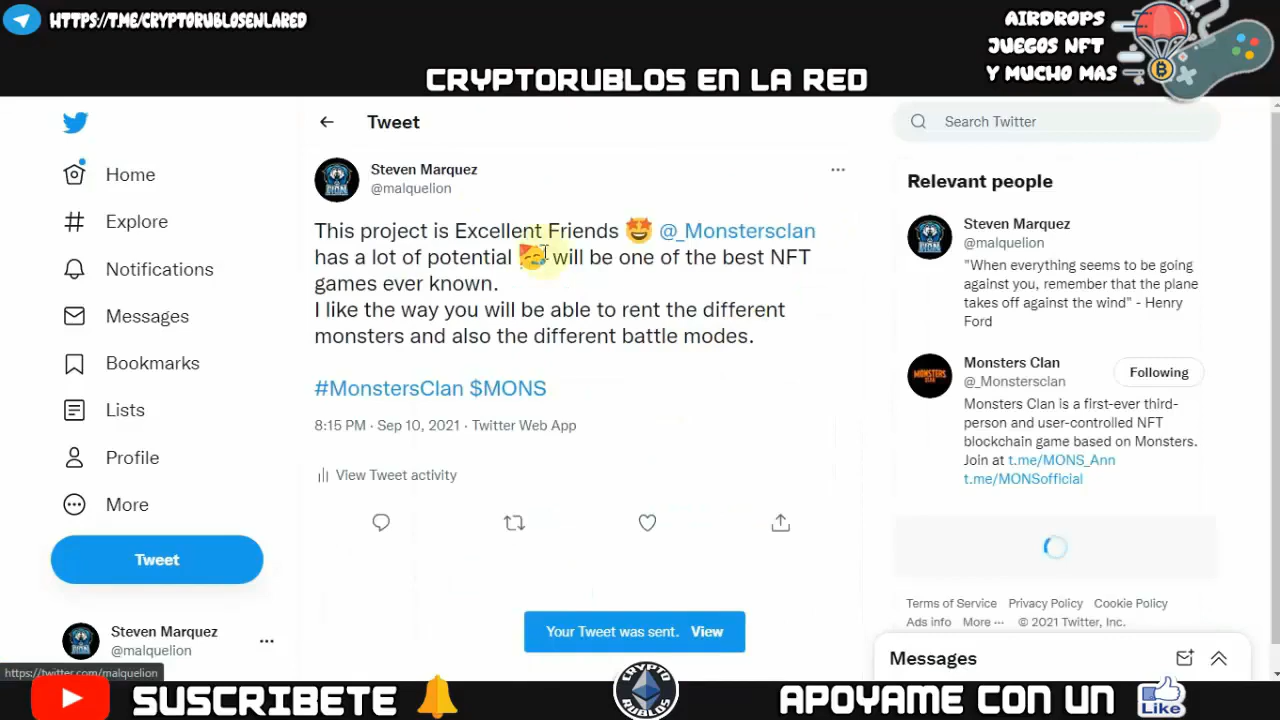 HTTPS://T.ME/CRYPTORUBLOSENLARED
AIRDROPS
JUEGOS NFT
Y MUCHO MAS
CRYPTORUBLOS EN LA RED
Home
Explore
Notifications
Messages
Bookmarks
Lists
Profile
More
Tweet
Steven Marquez
@malquelion
https://twitter.com/malquelion
Tweet
Steven Marquez
@malquelion
This project is Excellent Friends 🤩 @_Monstersclan
has a lot of potential 🥳 will be one of the best NFT
games ever known.
I like the way you will be able to rent the different
monsters and also the different battle modes.
#MonstersClan $MONS
8:15 PM · Sep 10, 2021 · Twitter Web App
View Tweet activity
Your Tweet was sent. View
Search Twitter
Relevant people
Steven Marquez
@malquelion
"When everything seems to be going
against you, remember that the plane
takes off against the wind" - Henry
Ford
MONSTERS
CLAN
Monsters Clan
@_Monstersclan
Following
Monsters Clan is a first-ever third-
person and user-controlled NFT
blockchain game based on Monsters.
Join at t.me/MONS_Ann
t.me/MONSofficial
Terms of Service Privacy Policy Cookie Policy
Ads info More ··· © 2021 Twitter, Inc.
Messages
SUSCRIBETE
CRYPTO
RUBLOS
APOYAME CON UN
Like